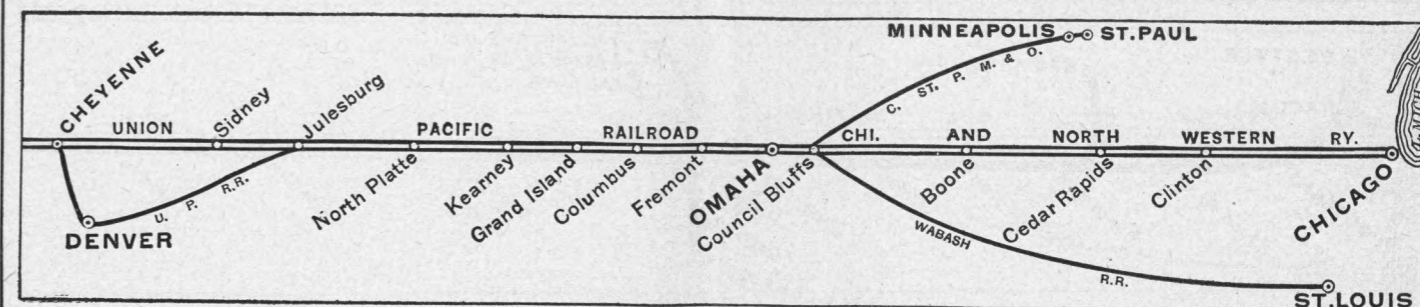 MINNEAPOLIS ST. PAUL
C. ST. P. M. & O.
CHEYENNE
Sidney
Julesburg
UNION PACIFIC RAILROAD
CHI. AND NORTH WESTERN RY.
North Platte
Kearney
Grand Island
Columbus
Fremont
OMAHA
Council Bluffs
Boone
Cedar Rapids
Clinton
CHICAGO
U. P. R.R.
DENVER
WABASH R.R.
ST. LOUIS